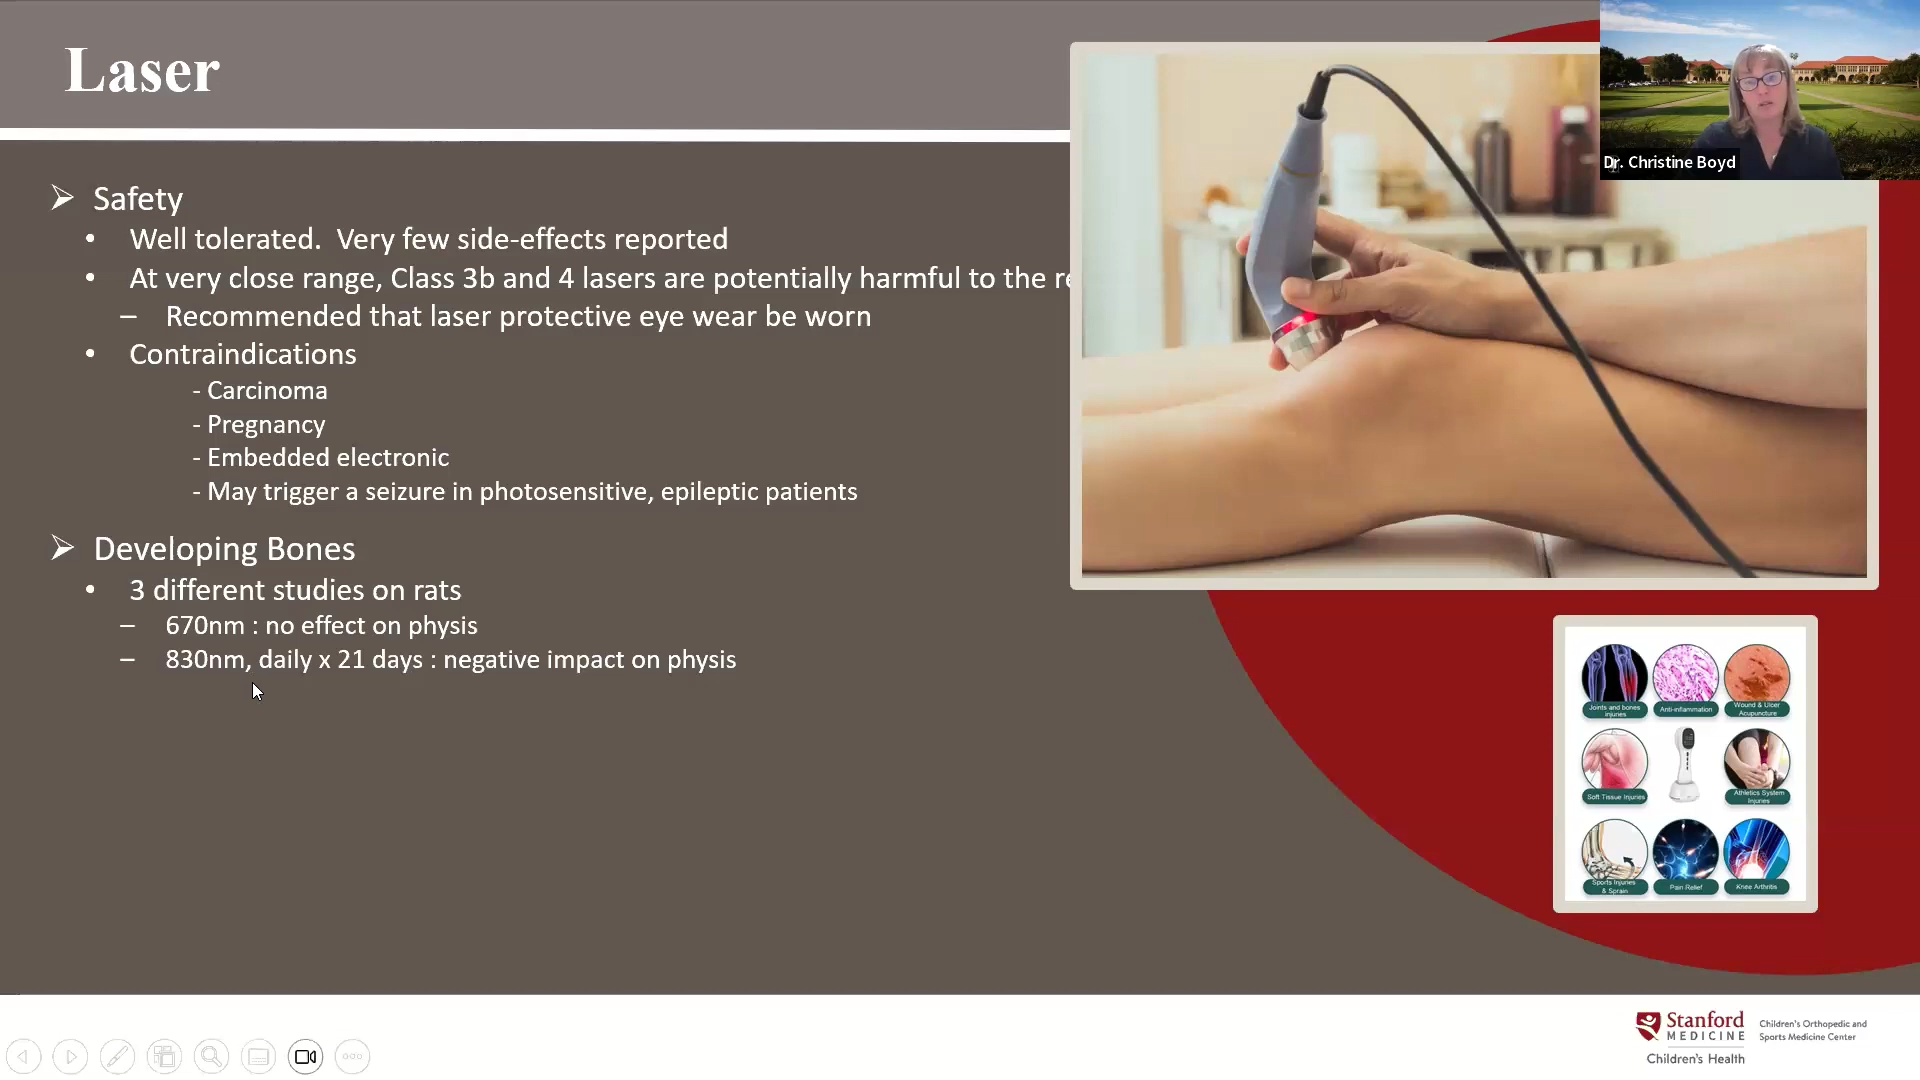 Laser
Dr. Christine Boyd
➢ Safety
• Well tolerated. Very few side-effects reported
• At very close range, Class 3b and 4 lasers are potentially harmful to the
– Recommended that laser protective eye wear be worn
• Contraindications
- Carcinoma
- Pregnancy
- Embedded electronic
- May trigger a seizure in photosensitive, epileptic patients
➢ Developing Bones
• 3 different studies on rats
– 670nm : no effect on physis
– 830nm, daily x 21 days : negative impact on physis
Joints and bones
injuries
Anti-inflammation
Wound & Ulcer
Acupuncture
Soft Tissue Injuries
Athletics System
Injuries
Sports Injuries
& Sprain
Pain Relief
Knee Arthritis
Stanford
MEDICINE
Children's Health
Children's Orthopedic and
Sports Medicine Center